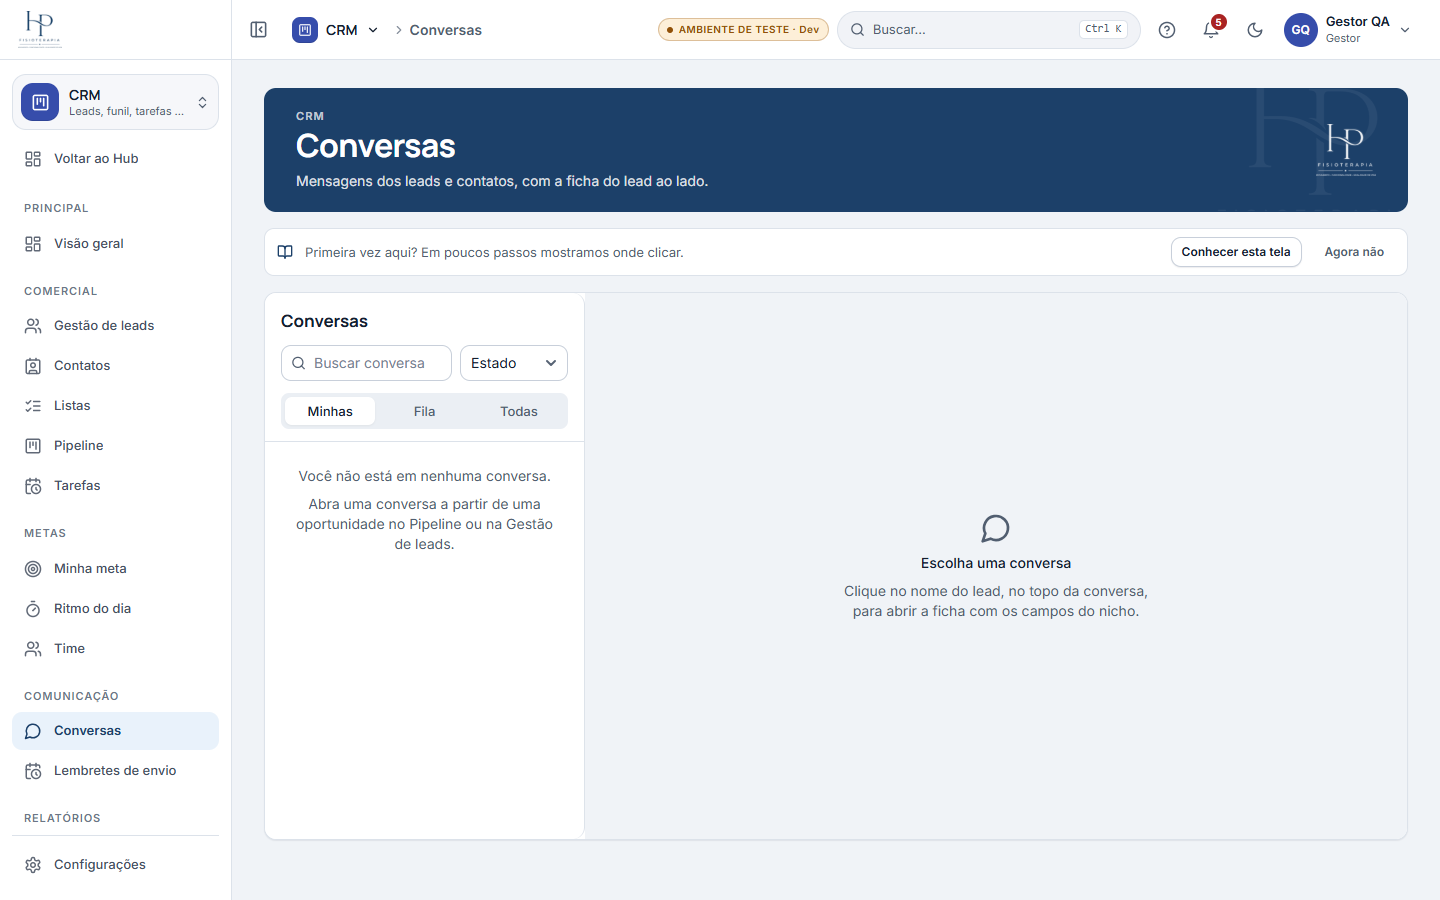 HP
FISIOTERAPIA
CRM
Conversas
AMBIENTE DE TESTE · Dev
Buscar...
Ctrl K
5
GQ
Gestor QA
Gestor
CRM
Leads, funil, tarefas ...
Voltar ao Hub
PRINCIPAL
Visão geral
COMERCIAL
Gestão de leads
Contatos
Listas
Pipeline
Tarefas
METAS
Minha meta
Ritmo do dia
Time
COMUNICAÇÃO
Conversas
Lembretes de envio
RELATÓRIOS
Configurações
CRM
Conversas
Mensagens dos leads e contatos, com a ficha do lead ao lado.
HP
FISIOTERAPIA
Primeira vez aqui? Em poucos passos mostramos onde clicar.
Conhecer esta tela
Agora não
Conversas
Buscar conversa
Estado
Minhas
Fila
Todas
Você não está em nenhuma conversa.
Abra uma conversa a partir de uma
oportunidade no Pipeline ou na Gestão
de leads.
Escolha uma conversa
Clique no nome do lead, no topo da conversa,
para abrir a ficha com os campos do nicho.